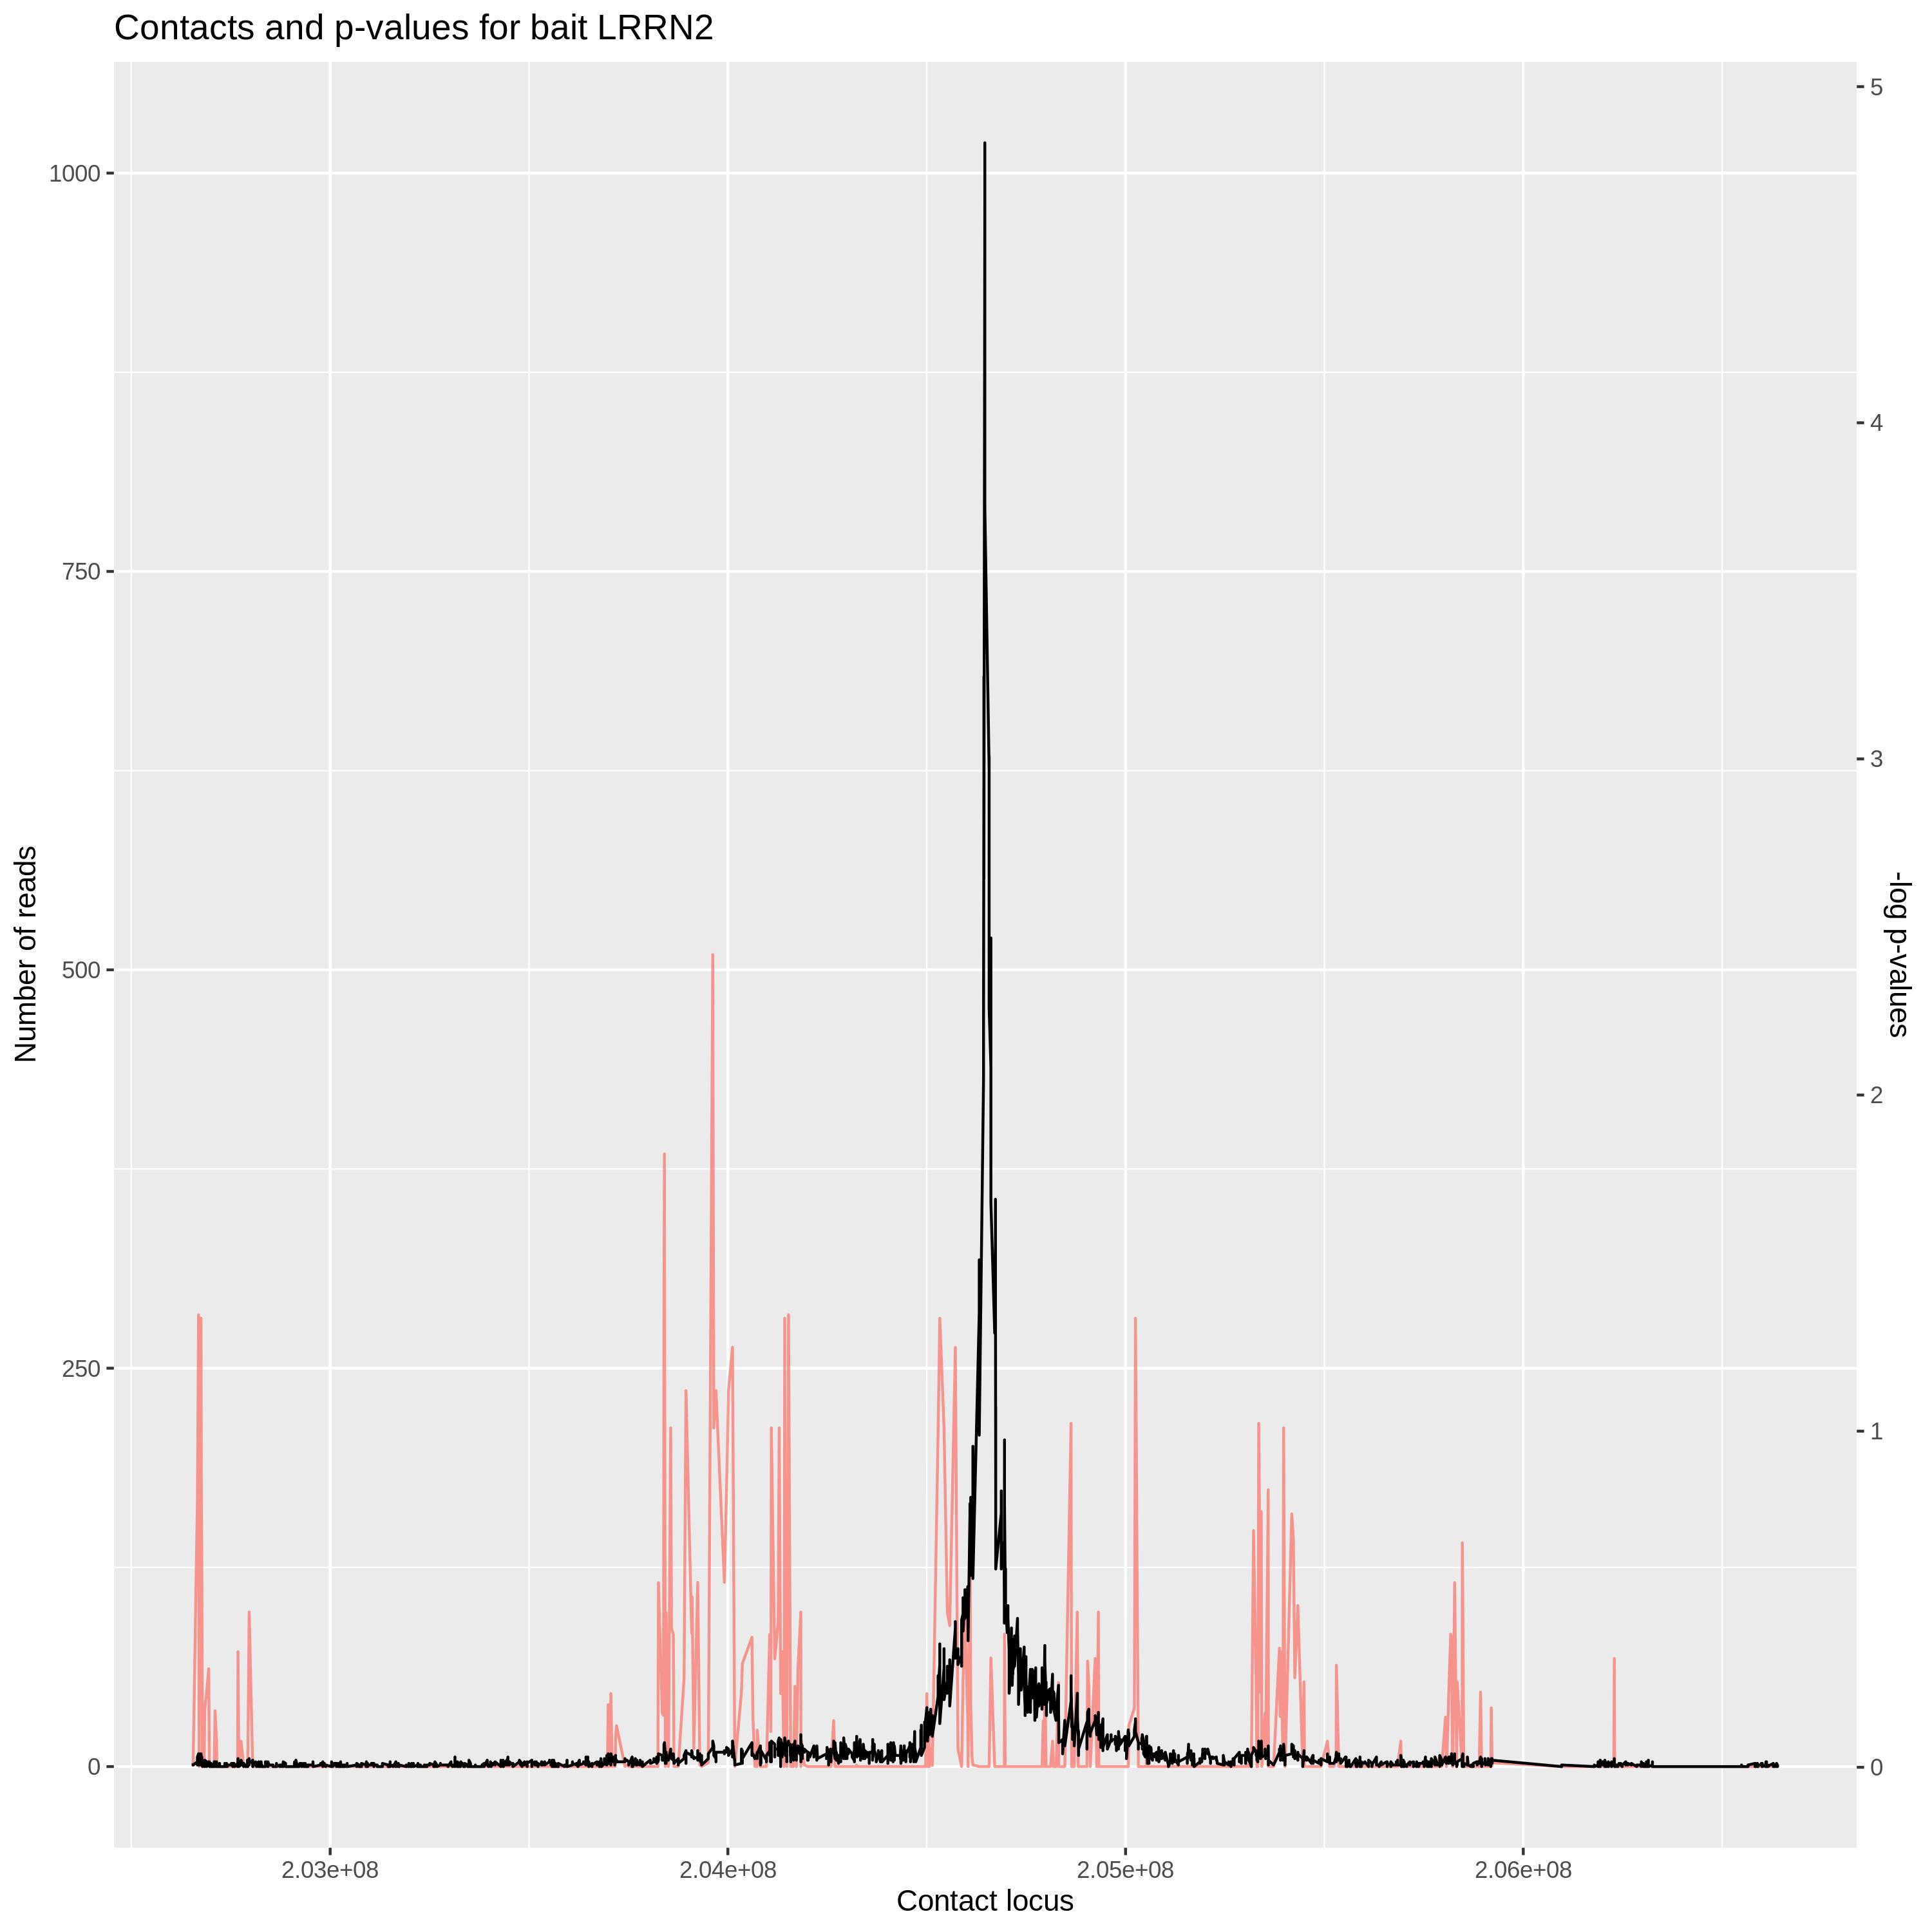 Contacts and p-values for bait LRRN2
1000
750
500
250
0
Number of reads
5
4
3
2
1
0
-log p-values
2.03e+08
2.04e+08
2.05e+08
2.06e+08
Contact locus